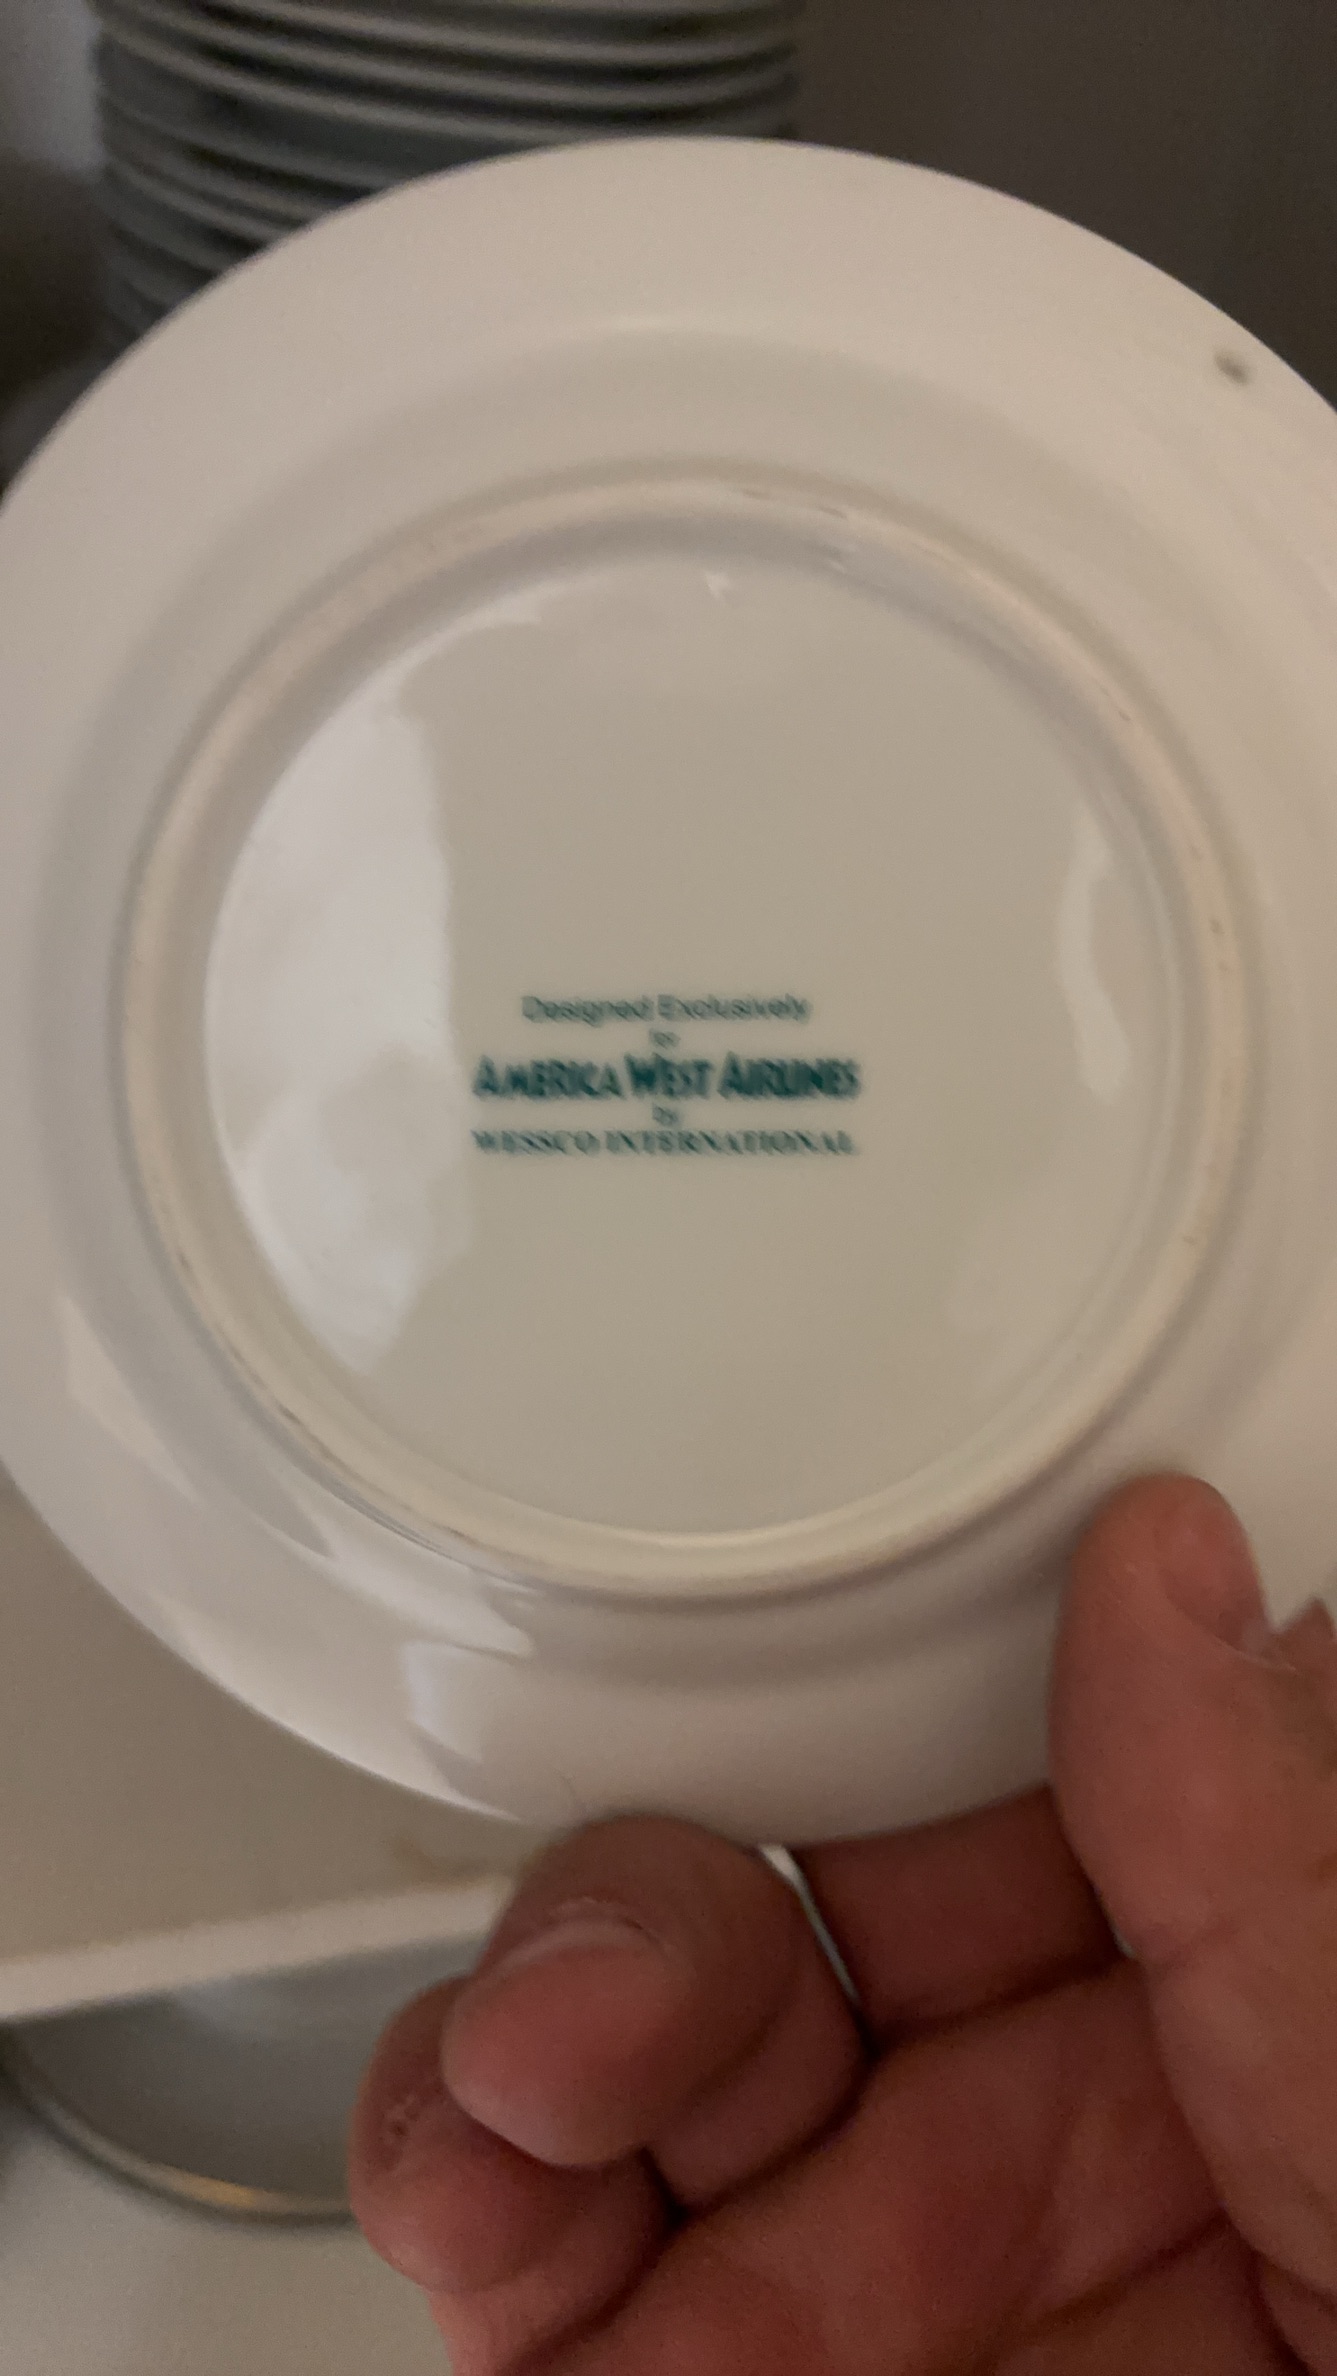 Designed Exclusively
for
AMERICA WEST AIRLINES
by
WESSCO INTERNATIONAL